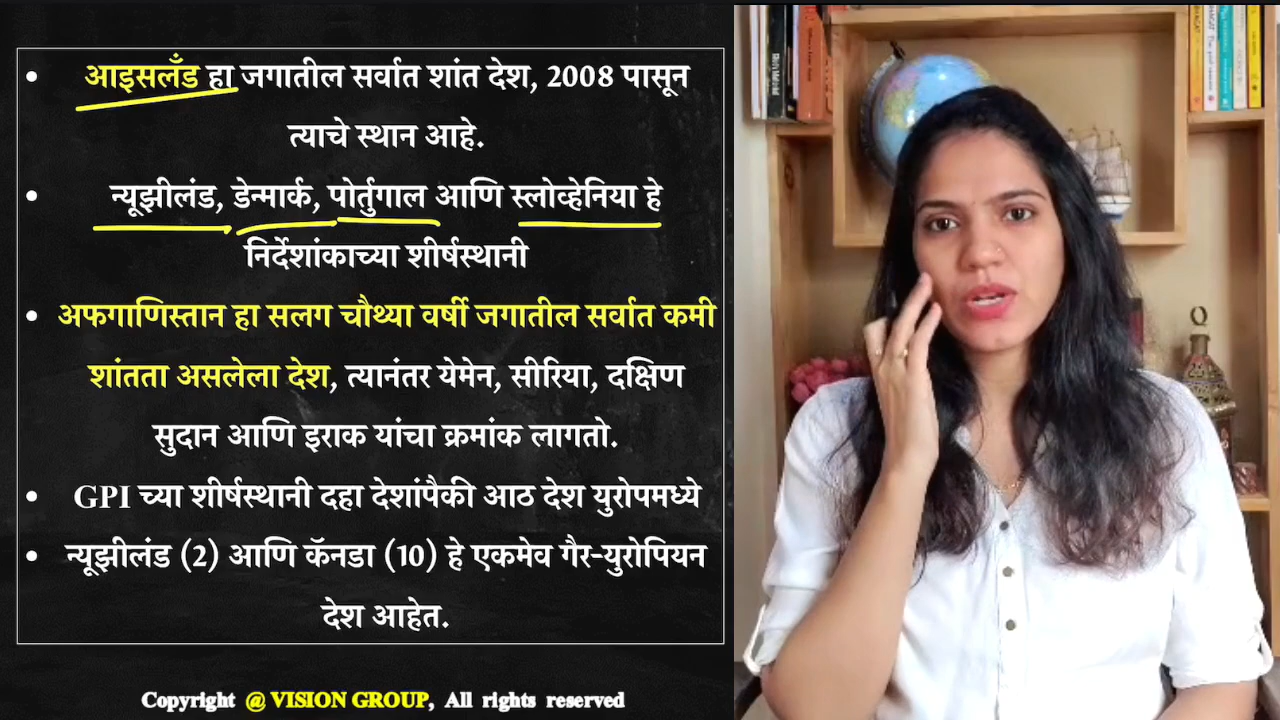 • आइसलँड हा जगातील सर्वात शांत देश, 2008 पासून
त्याचे स्थान आहे.
• न्यूझीलंड, डेन्मार्क, पोर्तुगाल आणि स्लोव्हेनिया हे
निर्देशांकाच्या शीर्षस्थानी
• अफगाणिस्तान हा सलग चौथ्या वर्षी जगातील सर्वात कमी
शांतता असलेला देश, त्यानंतर येमेन, सीरिया, दक्षिण
सुदान आणि इराक यांचा क्रमांक लागतो.
• GPI च्या शीर्षस्थानी दहा देशांपैकी आठ देश युरोपमध्ये
• न्यूझीलंड (2) आणि कॅनडा (10) हे एकमेव गैर-युरोपियन
देश आहेत.
Copyright @ VISION GROUP, All rights reserved